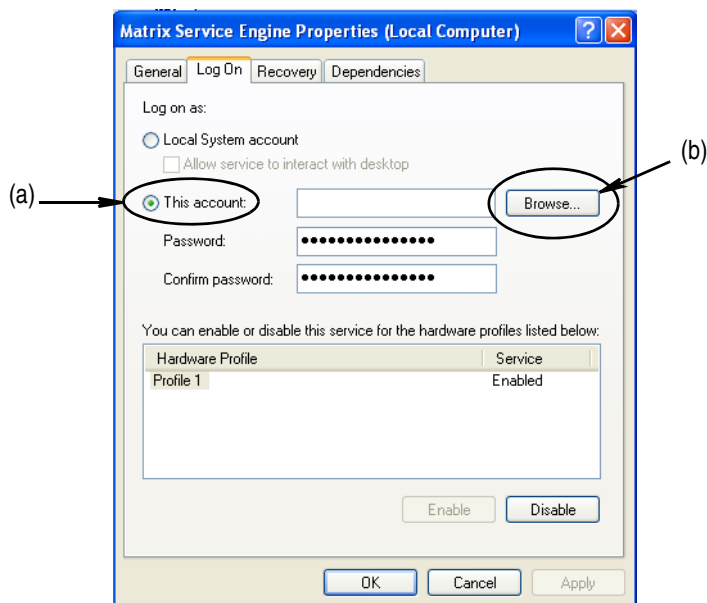 Matrix Service Engine Properties (Local Computer)
General Log On Recovery Dependencies
Log on as:
Local System account
Allow service to interact with desktop
(b)
(a) This account: Browse...
Password: ●●●●●●●●●●●●●●●
Confirm password: ●●●●●●●●●●●●●●●
You can enable or disable this service for the hardware profiles listed below:
Hardware Profile Service
Profile 1 Enabled
Enable Disable
OK Cancel Apply